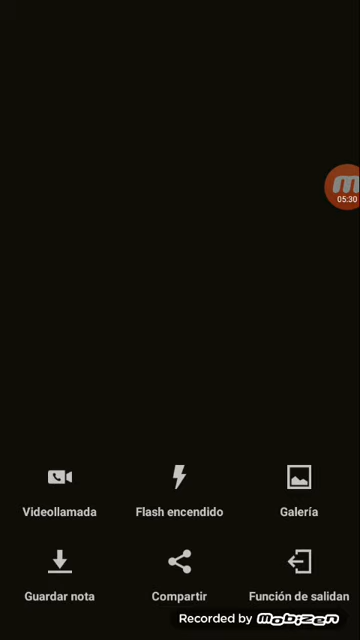 m
05:30
Videollamada
Flash encendido
Galería
Guardar nota
Compartir
Función de salidan
Recorded by mobizen